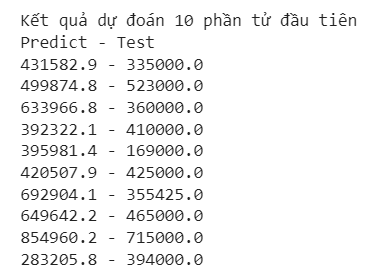 Kết quả dự đoán 10 phần tử đầu tiên
Predict - Test
431582.9 - 335000.0
499874.8 - 523000.0
633966.8 - 360000.0
392322.1 - 410000.0
395981.4 - 169000.0
420507.9 - 425000.0
692904.1 - 355425.0
649642.2 - 465000.0
854960.2 - 715000.0
283205.8 - 394000.0